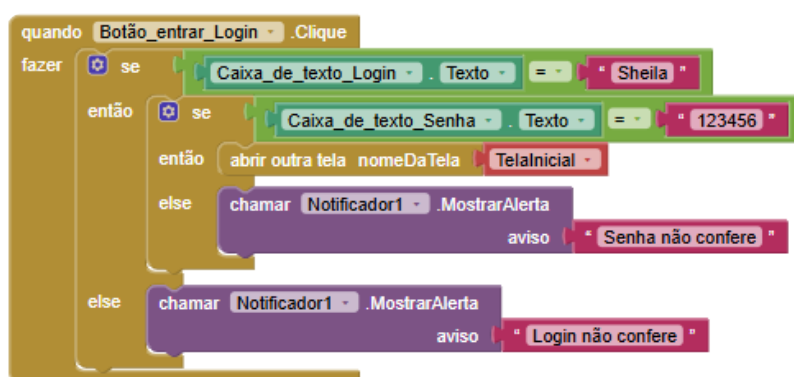 quando Botão_entrar_Login .Clique
fazer se Caixa_de_texto_Login . Texto = " Sheila "
então se Caixa_de_texto_Senha . Texto = " 123456 "
então abrir outra tela nomeDaTela TelaInicial
else chamar Notificador1 .MostrarAlerta
aviso " Senha não confere "
else chamar Notificador1 .MostrarAlerta
aviso " Login não confere "